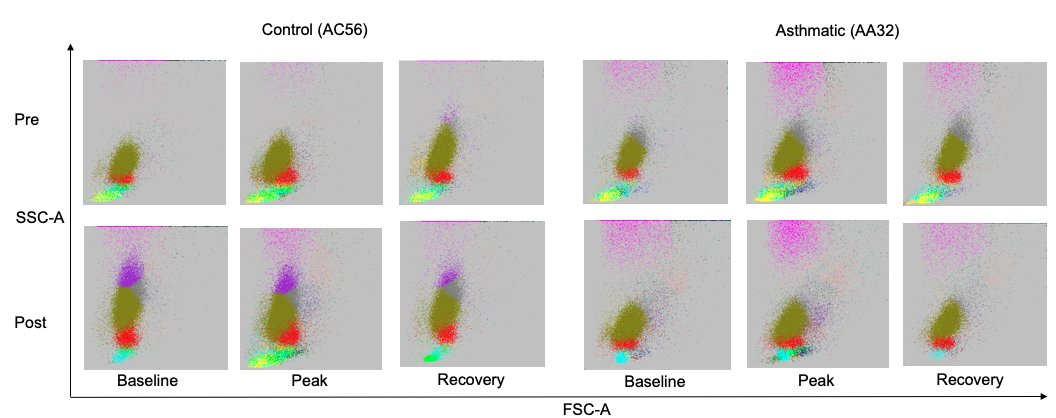 Control (AC56)
Asthmatic (AA32)
Pre
SSC-A
Post
Baseline
Peak
Recovery
Baseline
Peak
Recovery
FSC-A